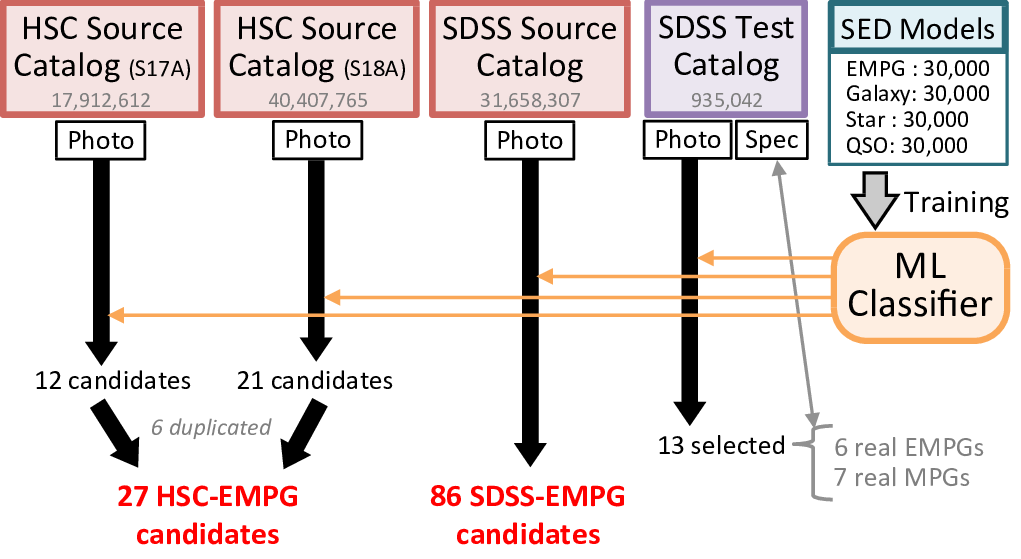 HSC Source
Catalog (S17A)
17,912,612
HSC Source
Catalog (S18A)
40,407,765
SDSS Source
Catalog
31,658,307
SDSS Test
Catalog
935,042
SED Models
EMPG : 30,000
Galaxy: 30,000
Star : 30,000
QSO: 30,000
Photo
Photo
Photo
Photo
Spec
Training
ML
Classifier
12 candidates
21 candidates
6 duplicated
13 selected
6 real EMPGs
7 real MPGs
27 HSC-EMPG
candidates
86 SDSS-EMPG
candidates